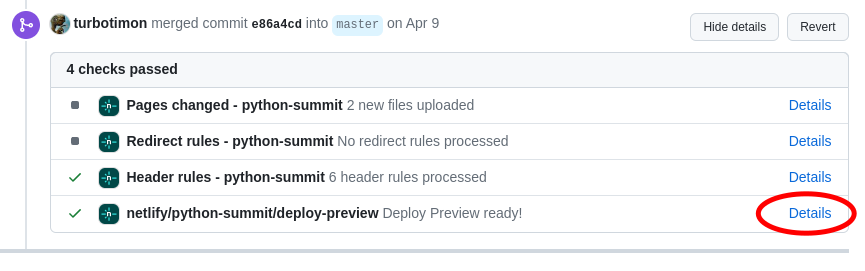 turbotimon merged commit e86a4cd into master on Apr 9
Hide details
Revert
4 checks passed
Pages changed - python-summit 2 new files uploaded Details
Redirect rules - python-summit No redirect rules processed Details
Header rules - python-summit 6 header rules processed Details
netlify/python-summit/deploy-preview Deploy Preview ready! Details